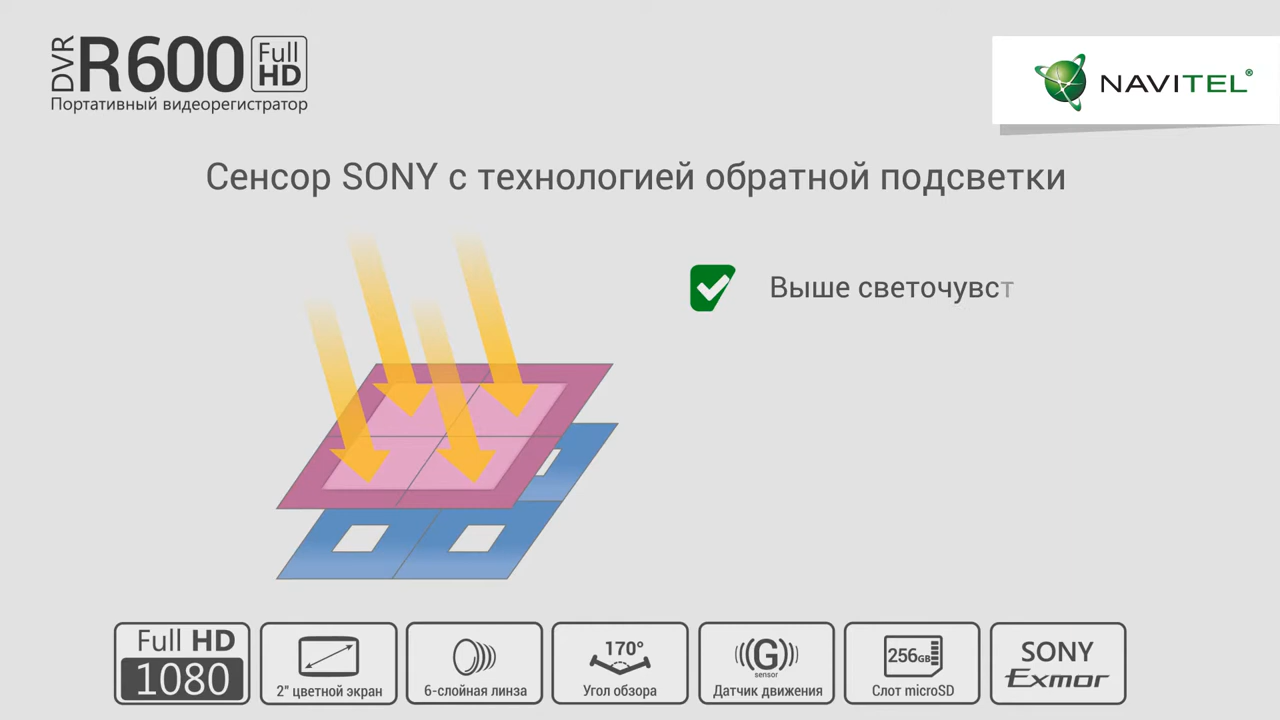 DVR R600 Full HD
Портативный видеорегистратор
NAVITEL®
Сенсор SONY с технологией обратной подсветки
Выше светочувст
Full HD
1080
2" цветной экран
6-слойная линза
170°
Угол обзора
G
sensor
Датчик движения
256GB
Слот microSD
SONY
Exmor